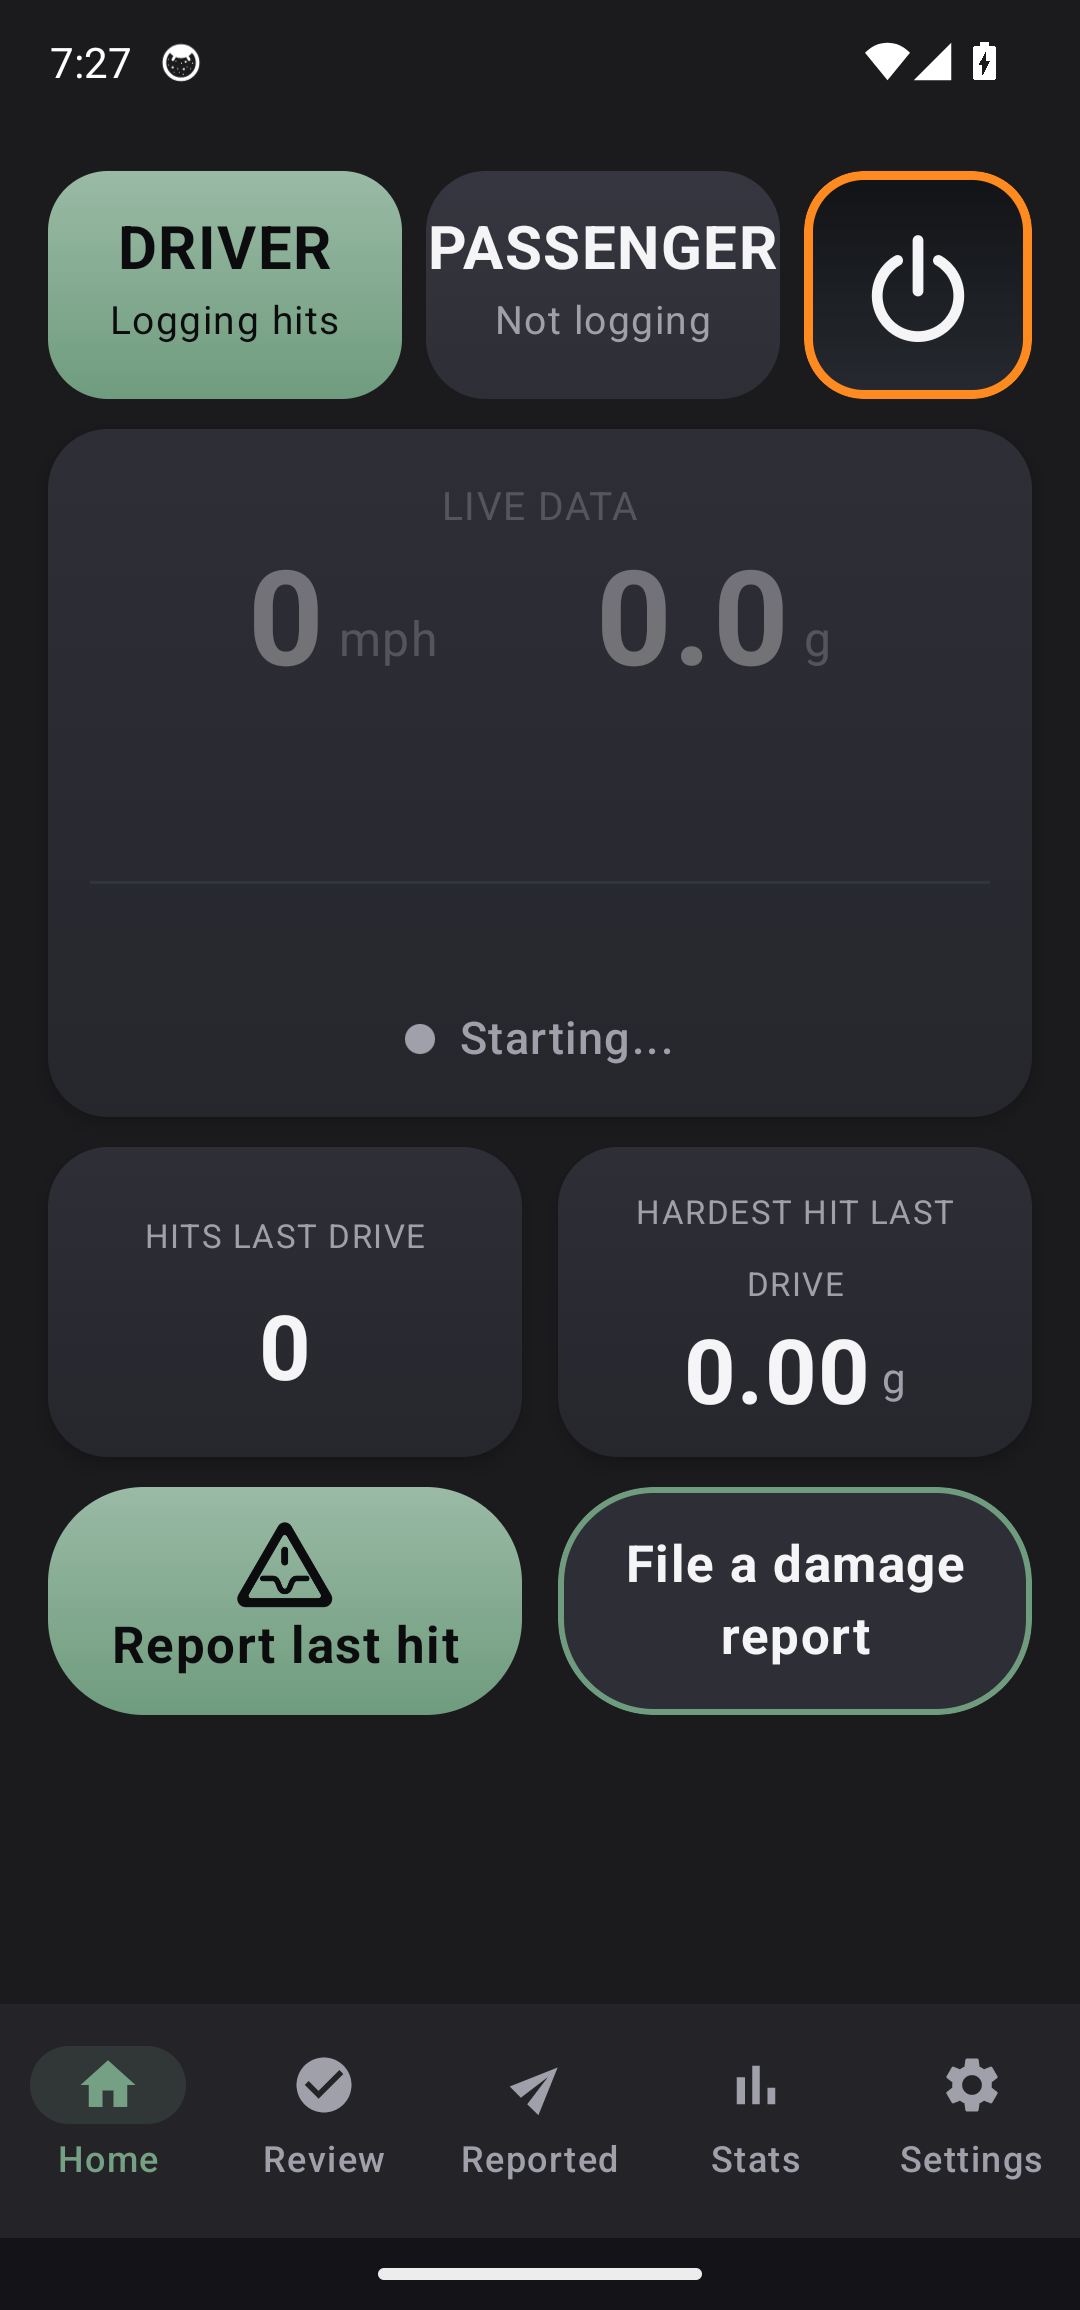 7:27
DRIVER
Logging hits
PASSENGER
Not logging
LIVE DATA
0 mph
0.0 g
Starting...
HITS LAST DRIVE
0
HARDEST HIT LAST
DRIVE
0.00 g
Report last hit
File a damage
report
Home
Review
Reported
Stats
Settings